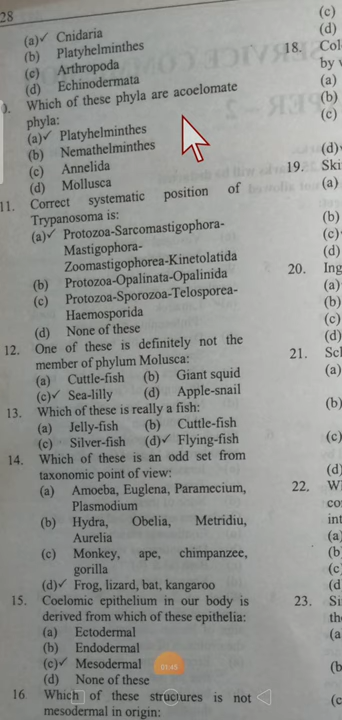 28
(a)✓ Cnidaria
(b) Platyhelminthes
(c) Arthropoda
(d) Echinodermata
0. Which of these phyla are acoelomate
phyla:
(a)✓ Platyhelminthes
(b) Nemathelminthes
(c) Annelida
(d) Mollusca
11. Correct systematic position of
Trypanosoma is:
(a)✓ Protozoa-Sarcomastigophora-
Mastigophora-
Zoomastigophorea-Kinetolatida
(b) Protozoa-Opalinata-Opalinida
(c) Protozoa-Sporozoa-Telosporea-
Haemosporida
(d) None of these
12. One of these is definitely not the
member of phylum Molusca:
(a) Cuttle-fish (b) Giant squid
(c)✓ Sea-lilly (d) Apple-snail
13. Which of these is really a fish:
(a) Jelly-fish (b) Cuttle-fish
(c) Silver-fish (d)✓ Flying-fish
14. Which of these is an odd set from
taxonomic point of view:
(a) Amoeba, Euglena, Paramecium,
Plasmodium
(b) Hydra, Obelia, Metridiu,
Aurelia
(c) Monkey, ape, chimpanzee,
gorilla
(d)✓ Frog, lizard, bat, kangaroo
15. Coelomic epithelium in our body is
derived from which of these epithelia:
(a) Ectodermal
(b) Endodermal
(c)✓ Mesodermal
(d) None of these
16 Which of these structures is not
mesodermal in origin:
01:45
(c)
(d)
18. Col
by
(a)
(b)
(c)
(d)
19. Ski
(a)
(b)
(c)
(d)
20. Ing
(a)
(b)
(c)
(d)
21. Scl
(a)
(b)
(c)
(d)
22. Wi
co
int
(a)
(b
(c
(d
23. Si
th
(a
(b
(c